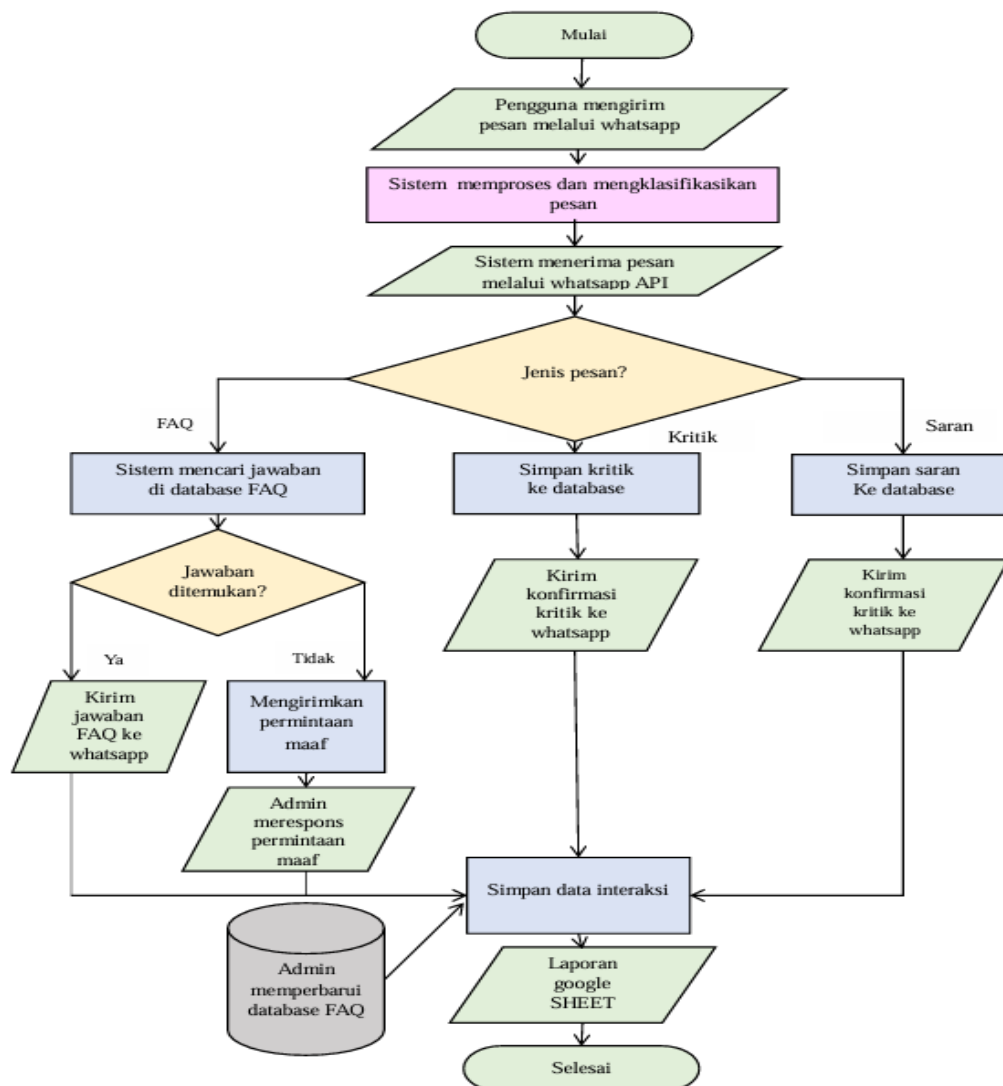 Mulai
Pengguna mengirim
pesan melalui whatsapp
Sistem memproses dan mengklasifikasikan
pesan
Sistem menerima pesan
melalui whatsapp API
Jenis pesan?
FAQ
Kritik
Saran
Sistem mencari jawaban
di database FAQ
Simpan kritik
ke database
Simpan saran
Ke database
Jawaban
ditemukan?
Kirim
konfirmasi
kritik ke
whatsapp
Kirim
konfirmasi
kritik ke
whatsapp
Ya
Tidak
Kirim
jawaban
FAQ ke
whatsapp
Mengirimkan
permintaan
maaf
Admin
merespons
permintaan
maaf
Simpan data interaksi
Admin
memperbarui
database FAQ
Laporan
google
SHEET
Selesai